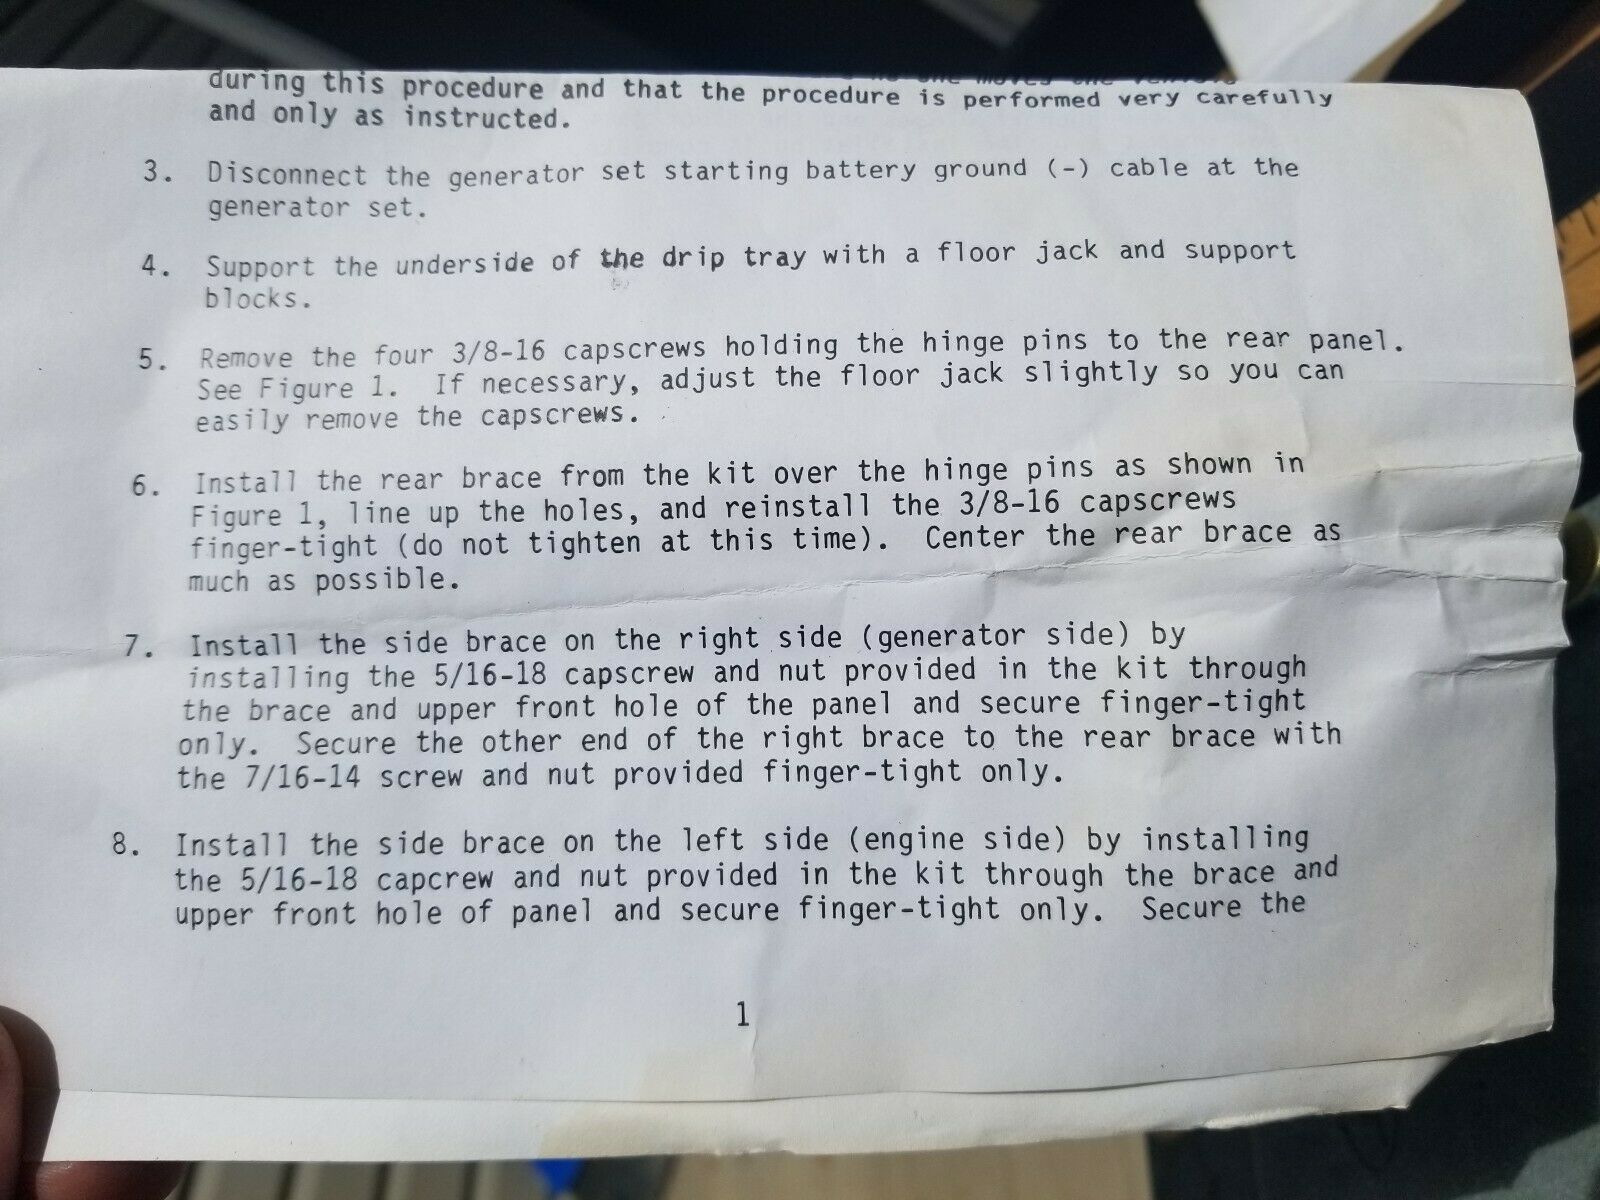 during this procedure and that the procedure is performed very carefully
and only as instructed.
3. Disconnect the generator set starting battery ground (-) cable at the
generator set.
4. Support the underside of the drip tray with a floor jack and support
blocks.
5. Remove the four 3/8-16 capscrews holding the hinge pins to the rear panel.
See Figure 1. If necessary, adjust the floor jack slightly so you can
easily remove the capscrews.
6. Install the rear brace from the kit over the hinge pins as shown in
Figure 1, line up the holes, and reinstall the 3/8-16 capscrews
finger-tight (do not tighten at this time). Center the rear brace as
much as possible.
7. Install the side brace on the right side (generator side) by
installing the 5/16-18 capscrew and nut provided in the kit through
the brace and upper front hole of the panel and secure finger-tight
only. Secure the other end of the right brace to the rear brace with
the 7/16-14 screw and nut provided finger-tight only.
8. Install the side brace on the left side (engine side) by installing
the 5/16-18 capcrew and nut provided in the kit through the brace and
upper front hole of panel and secure finger-tight only. Secure the
1